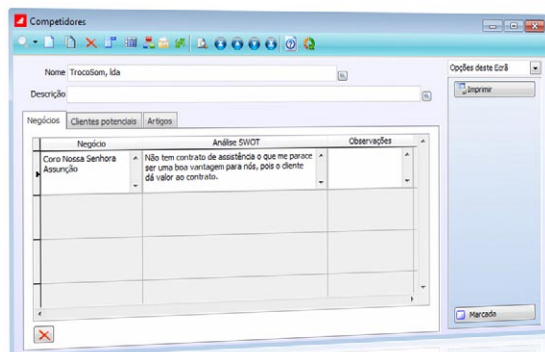 Competidores
Opções deste Ecrã
Nome TrocoSom, lda
Imprimir
Descrição
Negócios Clientes potenciais Artigos
Negócio Análise SWOT Observações
Coro Nossa Senhora Assunção
Não tem contrato de assistência o que me parace
ser uma boa vantagem para nós, pois o cliente
dá valor ao contrato.
Marcada